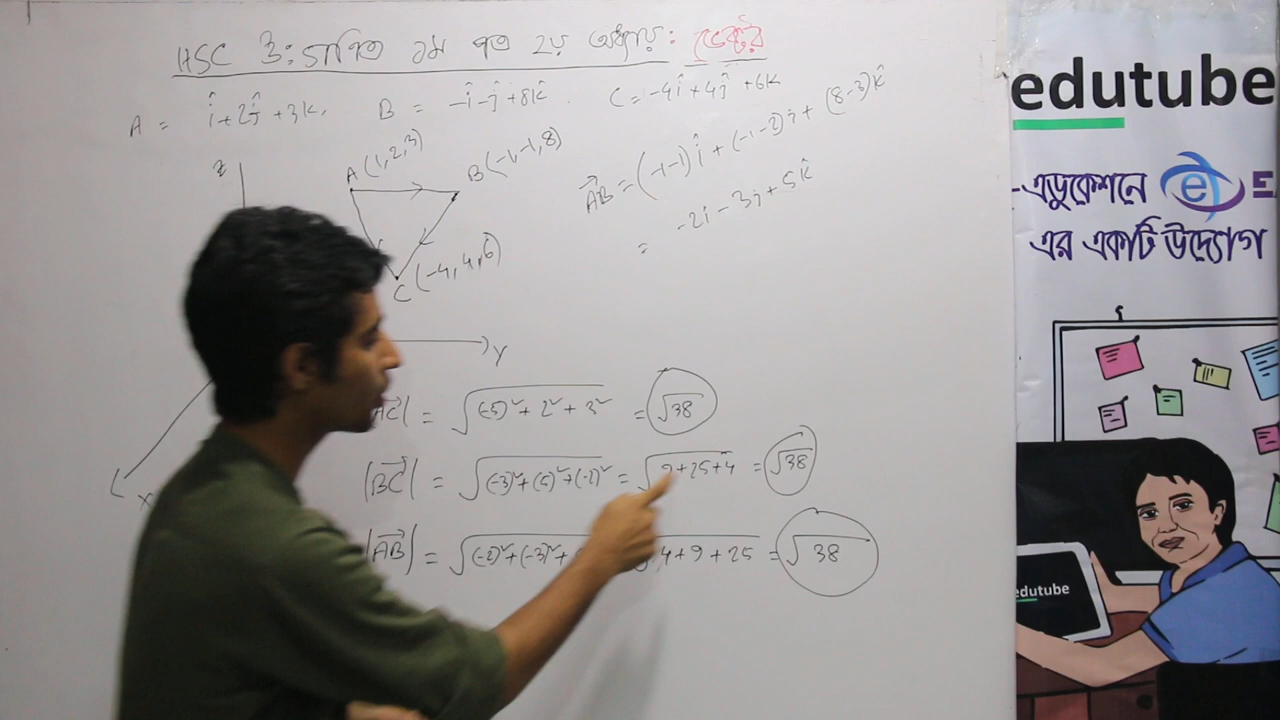 HSC উ: গণিত ১ম পত্র ২য় অধ্যায়: ভেক্টর
A = î + 2ĵ + 3k, B = -î - ĵ + 8k̂ . C = -4î + 4ĵ + 6k
z A (1, 2, 3) B (-1, -1, 8)
AB⃗ = (-1-1) î + (-1-2) j + (8-3) k̂
= -2i - 3j + 5k̂
C (-4, 4, 6)
Y
X
AC⃗| = √(-5)² + 2² + 3² = √38
|BC⃗| = √(-3)² + (5)² + (-2)² = √9 + 25 + 4 = √38
|AB⃗| = √(-2)² + (-3)² + √4 + 9 + 25 = √38
edutube
-এডুকেশনে e E
এর একটি উদ্যোগ
edutube